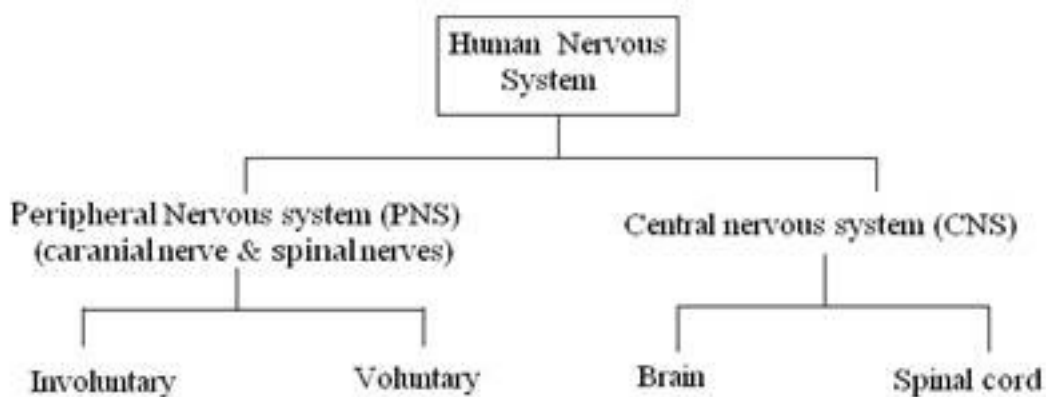 Human Nervous
System
Peripheral Nervous system (PNS)
(caranial nerve & spinal nerves)
Central nervous system (CNS)
Involuntary
Voluntary
Brain
Spinal cord